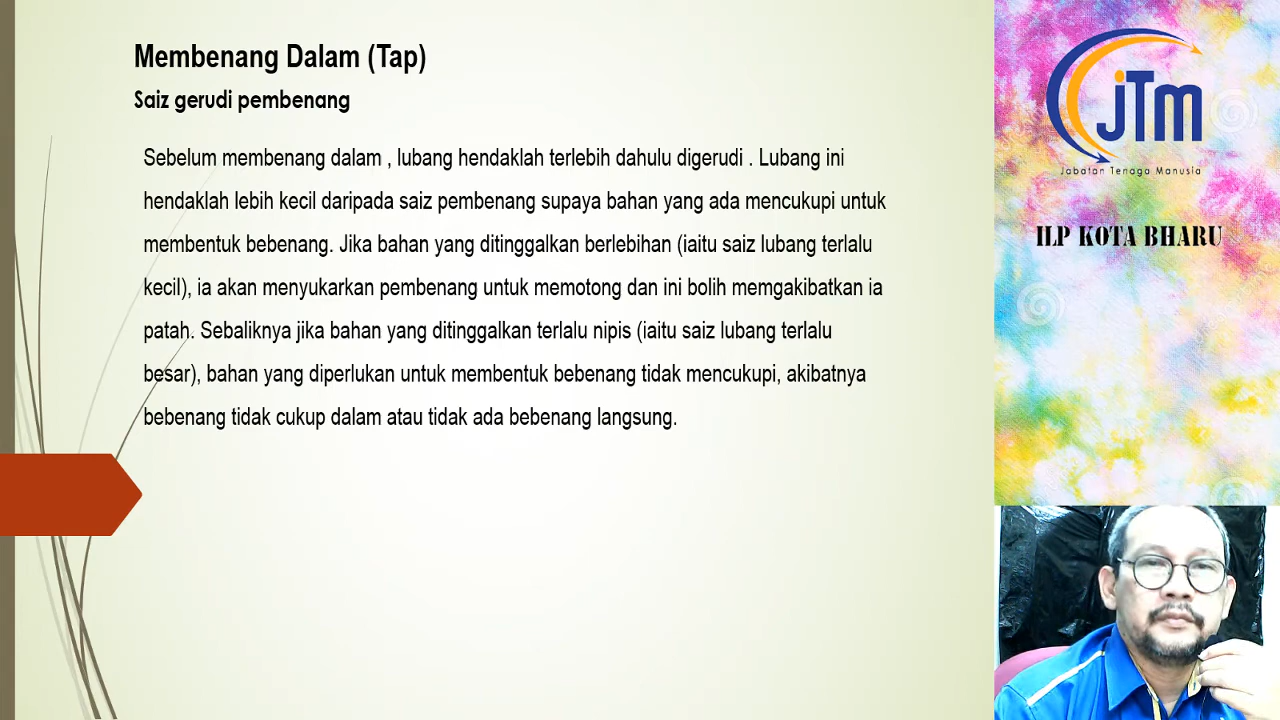 Membenang Dalam (Tap)
Saiz gerudi pembenang
Sebelum membenang dalam , lubang hendaklah terlebih dahulu digerudi . Lubang ini
hendaklah lebih kecil daripada saiz pembenang supaya bahan yang ada mencukupi untuk
membentuk bebenang. Jika bahan yang ditinggalkan berlebihan (iaitu saiz lubang terlalu
kecil), ia akan menyukarkan pembenang untuk memotong dan ini bolih memgakibatkan ia
patah. Sebaliknya jika bahan yang ditinggalkan terlalu nipis (iaitu saiz lubang terlalu
besar), bahan yang diperlukan untuk membentuk bebenang tidak mencukupi, akibatnya
bebenang tidak cukup dalam atau tidak ada bebenang langsung.
jTm
Jabatan Tenaga Manusia
ILP KOTA BHARU